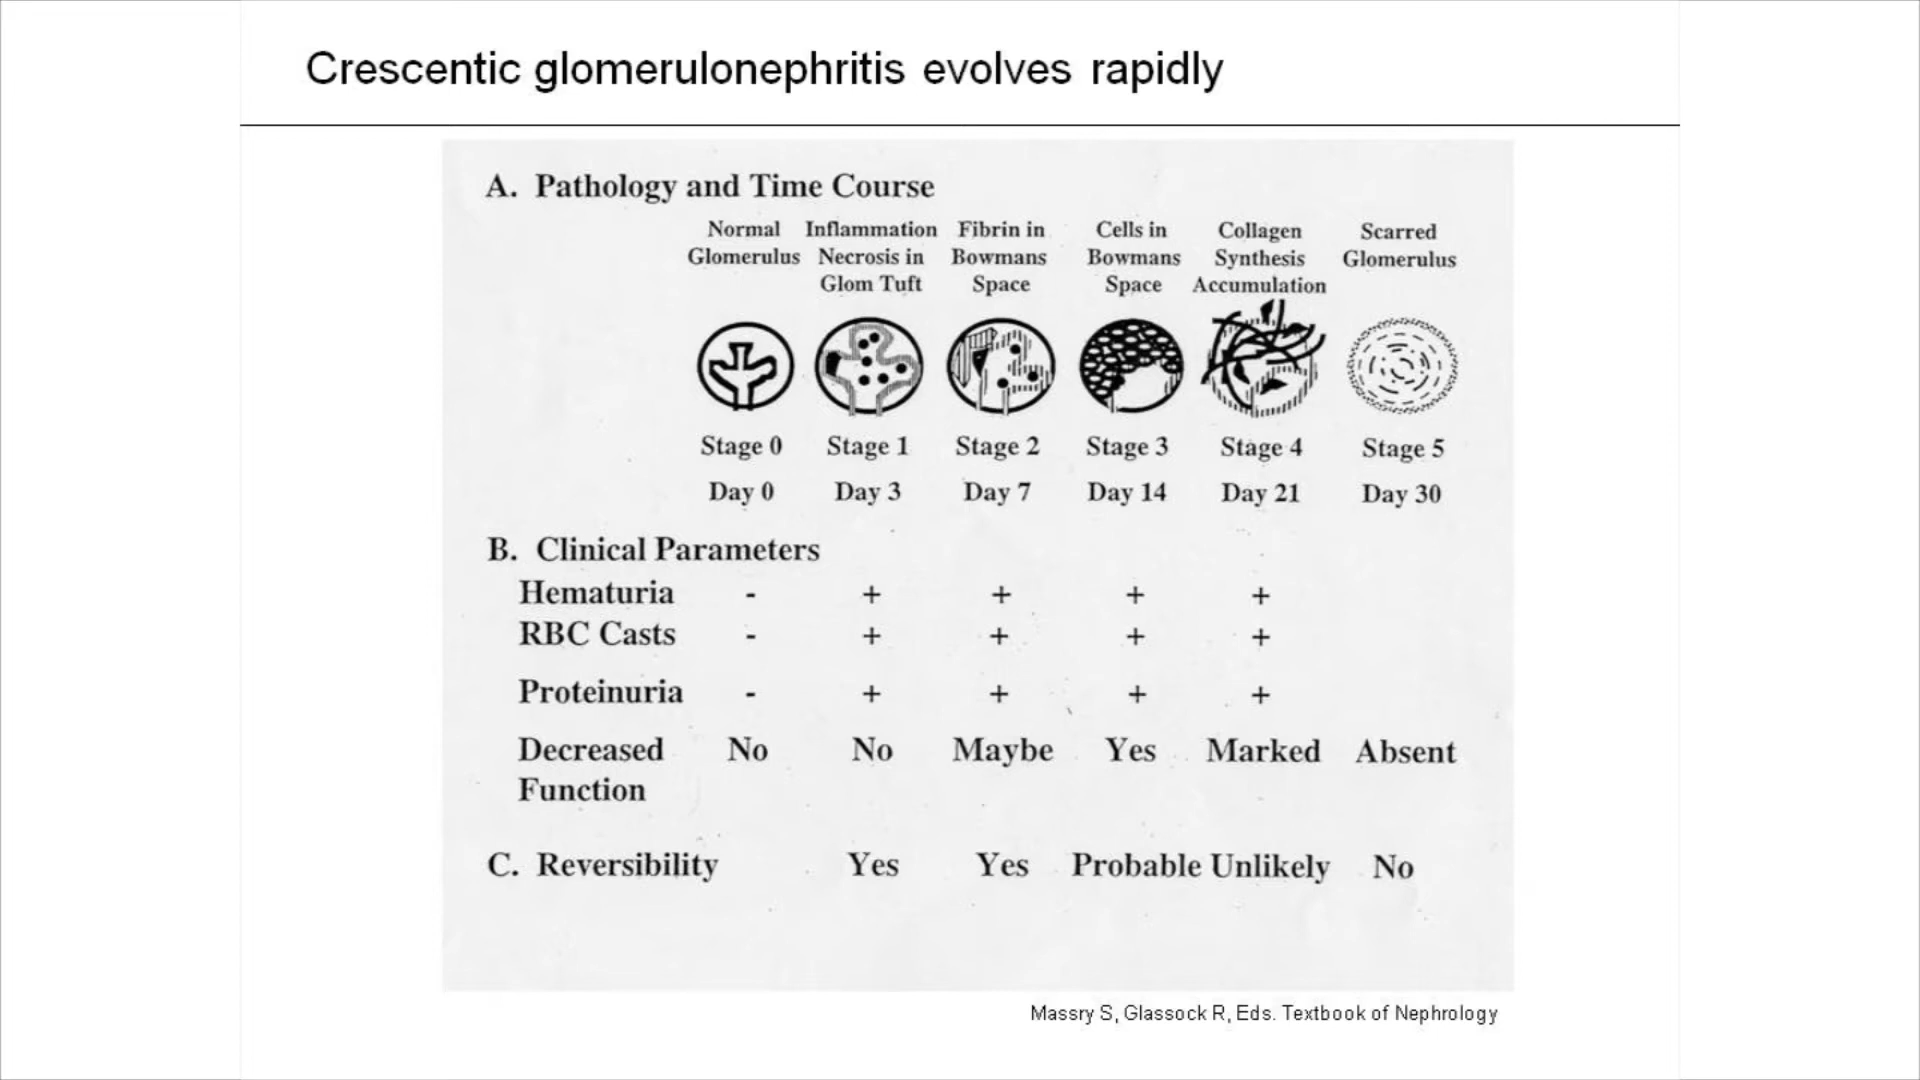 Crescentic glomerulonephritis evolves rapidly
A. Pathology and Time Course
Normal Inflammation Fibrin in Cells in Collagen Scarred
Glomerulus Necrosis in Bowmans Bowmans Synthesis Glomerulus
Glom Tuft Space Space Accumulation
Stage 0 Stage 1 Stage 2 Stage 3 Stage 4 Stage 5
Day 0 Day 3 Day 7 Day 14 Day 21 Day 30
B. Clinical Parameters
Hematuria - + + + +
RBC Casts - + + + +
Proteinuria - + + + +
Decreased No No Maybe Yes Marked Absent
Function
C. Reversibility Yes Yes Probable Unlikely No
Massry S, Glassock R, Eds. Textbook of Nephrology